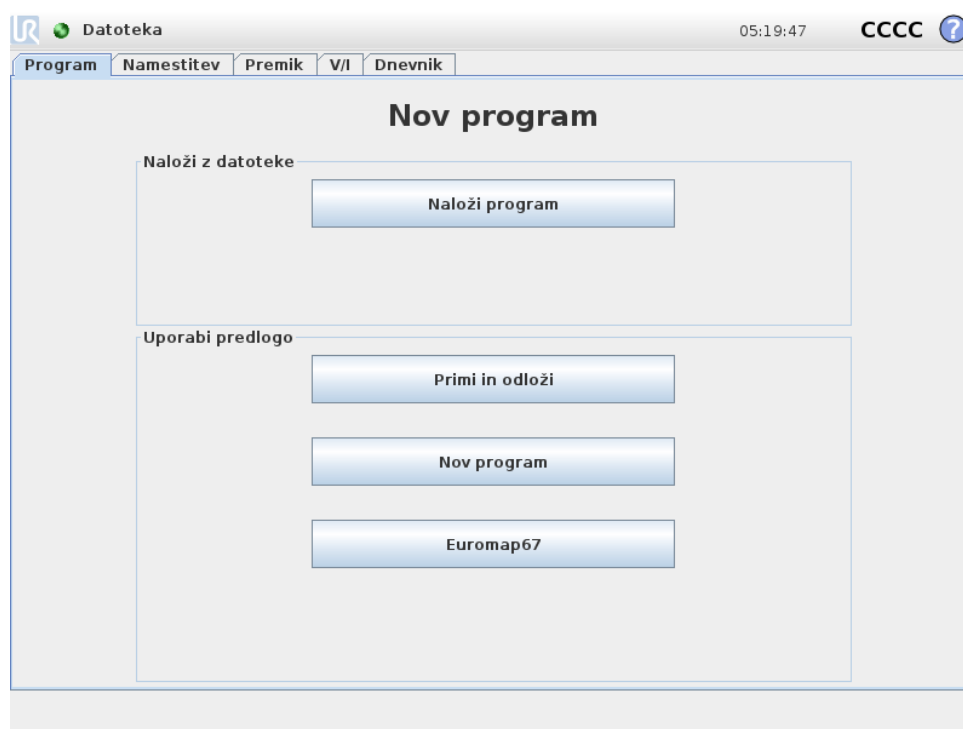 UR Datoteka 05:19:47 CCCC ?
Program Namestitev Premik V/I Dnevnik
Nov program
Naloži z datoteke
Naloži program
Uporabi predlogo
Primi in odloži
Nov program
Euromap67